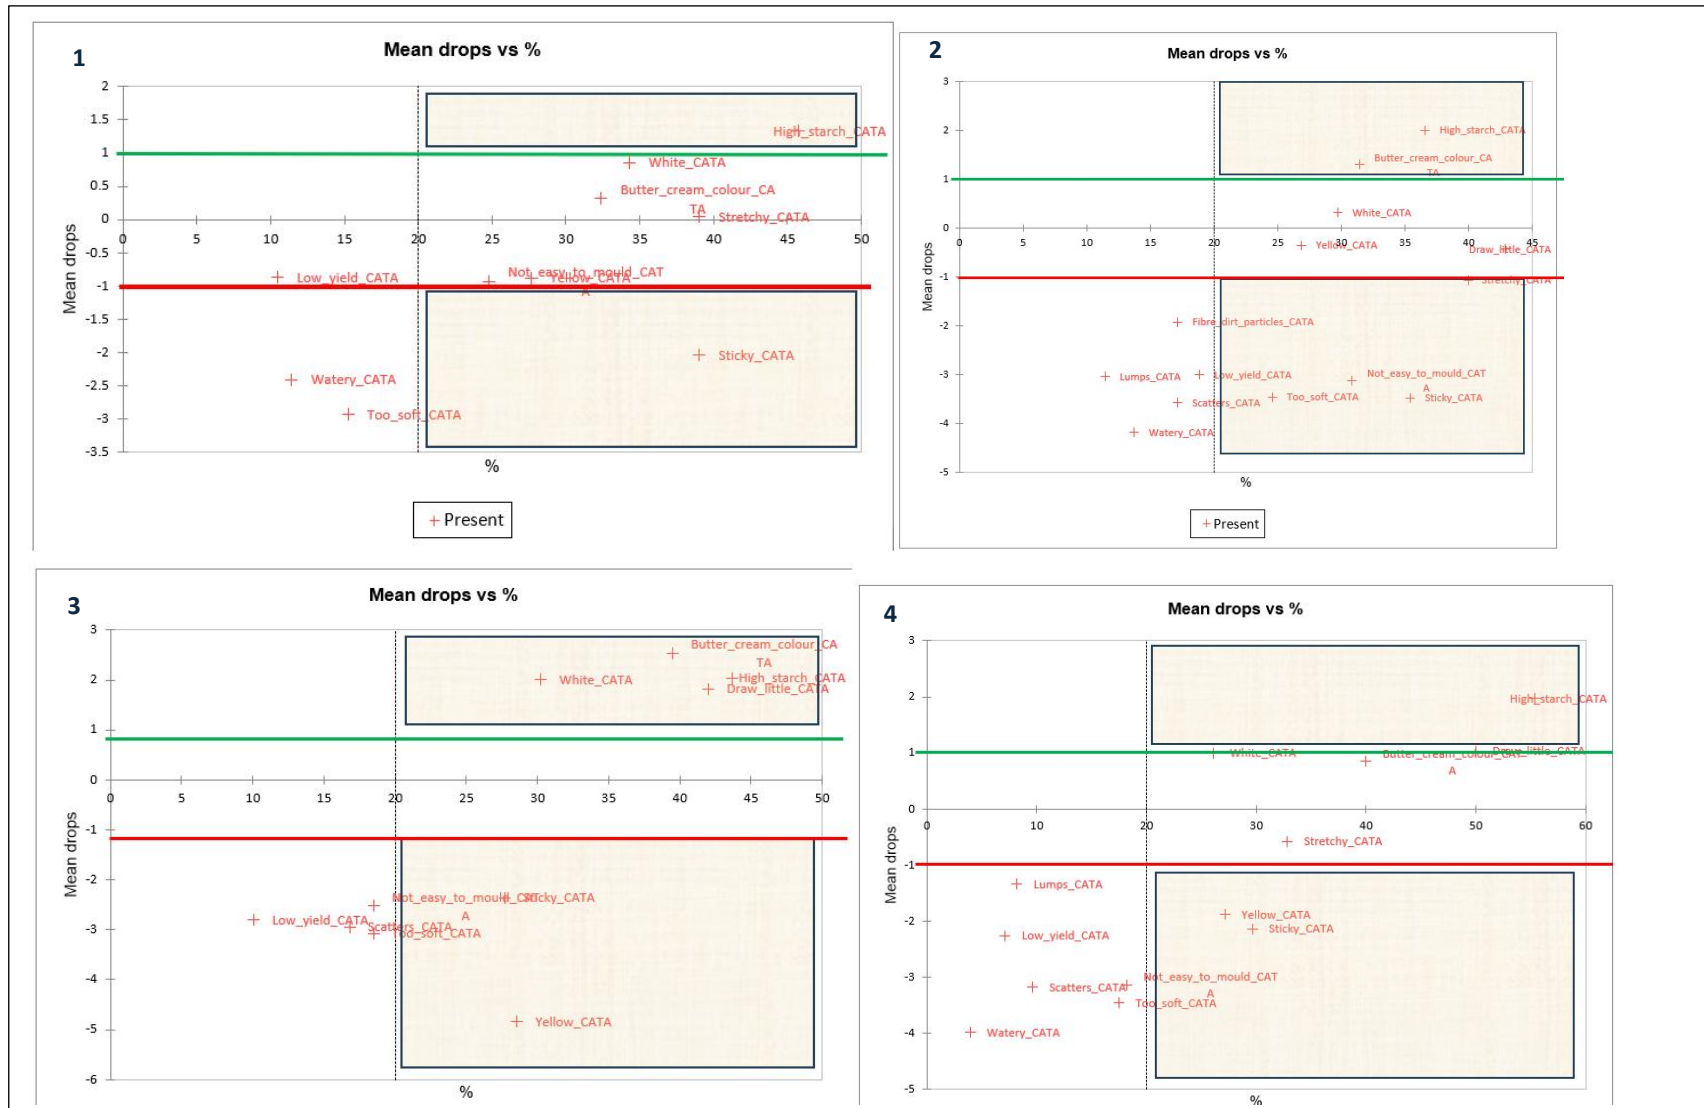 1
Mean drops vs %
2
1.5
1
0.5
0
-0.5
-1
-1.5
-2
-2.5
-3
-3.5
0 5 10 15 20 25 30 35 40 45 50
Mean drops
%
High_starch_CATA
White_CATA
Butter_cream_colour_CA
TA
Stretchy_CATA
Not_easy_to_mould_CAT
A
Yellow_CATA
Low_yield_CATA
Sticky_CATA
Watery_CATA
Too_soft_CATA
Present
2
Mean drops vs %
3
2
1
0
-1
-2
-3
-4
-5
0 5 10 15 20 25 30 35 40 45
Mean drops
%
High_starch_CATA
Butter_cream_colour_CA
TA
White_CATA
Yellow_CATA
Draw_little_CATA
Stretchy_CATA
Fibre_dirt_particles_CATA
Lumps_CATA
Low_yield_CATA
Not_easy_to_mould_CAT
A
Scatters_CATA
Too_soft_CATA
Sticky_CATA
Watery_CATA
Present
3
Mean drops vs %
3
2
1
0
-1
-2
-3
-4
-5
-6
0 5 10 15 20 25 30 35 40 45 50
Mean drops
%
Butter_cream_colour_CA
TA
White_CATA
High_starch_CATA
Draw_little_CATA
Not_easy_to_mould_CAT
A
Sticky_CATA
Low_yield_CATA
Scatters_CATA
Too_soft_CATA
Yellow_CATA
4
Mean drops vs %
3
2
1
0
-1
-2
-3
-4
-5
0 10 20 30 40 50 60
Mean drops
%
High_starch_CATA
White_CATA
Butter_cream_colour_CAT
A
Draw_little_CATA
Stretchy_CATA
Lumps_CATA
Yellow_CATA
Sticky_CATA
Low_yield_CATA
Not_easy_to_mould_CAT
A
Scatters_CATA
Too_soft_CATA
Watery_CATA